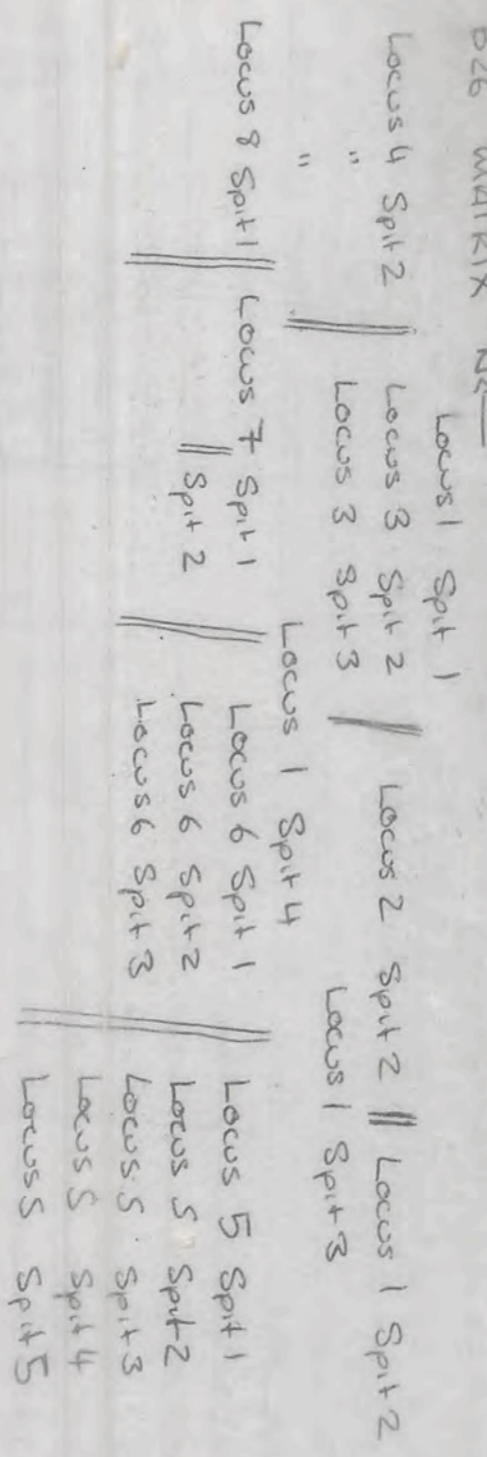 MATRIX
Locus 1 Spit 1
Locus 4 Spit 2 || Locus 3 Spit 2 | Locus 2 Spit 2 || Locus 1 Spit 2
" Locus 3 Spit 3 Locus 1 Spit 3
" Locus 1 Spit 4
Locus 8 Spit 1 || Locus 7 Spit 1 || Locus 6 Spit 1 || Locus 5 Spit 1
|| Spit 2 Locus 6 Spit 2 Locus 5 Spit 2
Locus 6 Spit 3 Locus 5 Spit 3
Locus 5 Spit 4
Locus 5 Spit 5